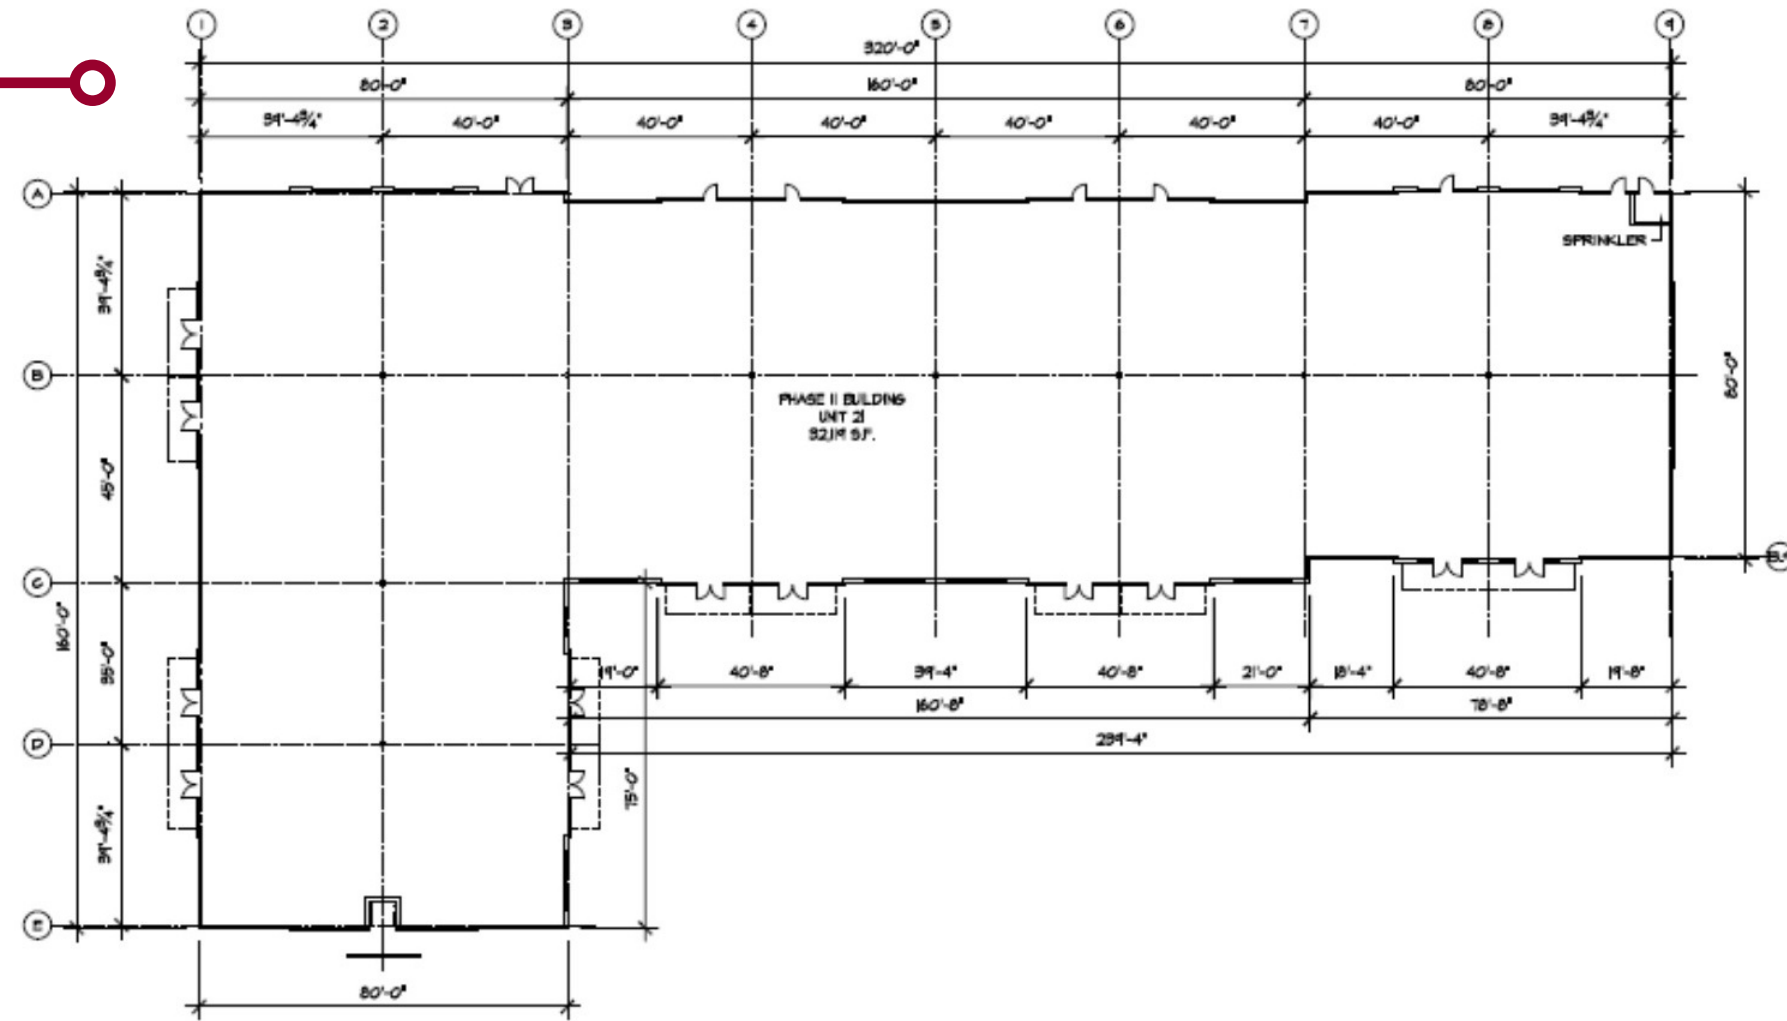 1 2 3 4 5 6 7 8 9
320'-0"
80'-0" 160'-0" 80'-0"
39'-4¾" 40'-0" 40'-0" 40'-0" 40'-0" 40'-0" 40'-0" 39'-4¾"
A
SPRINKLER
39'-4¾"
B
80'-0"
PHASE II BUILDING
UNIT 21
32,119 S.F.
45'-0"
C
160'-0"
35'-0"
19'-0" 40'-8" 39'-4" 40'-8" 21'-0" 18'-4" 40'-8" 19'-8"
160'-8" 78'-8"
D
239'-4"
75'-0"
39'-4¾"
E
80'-0"